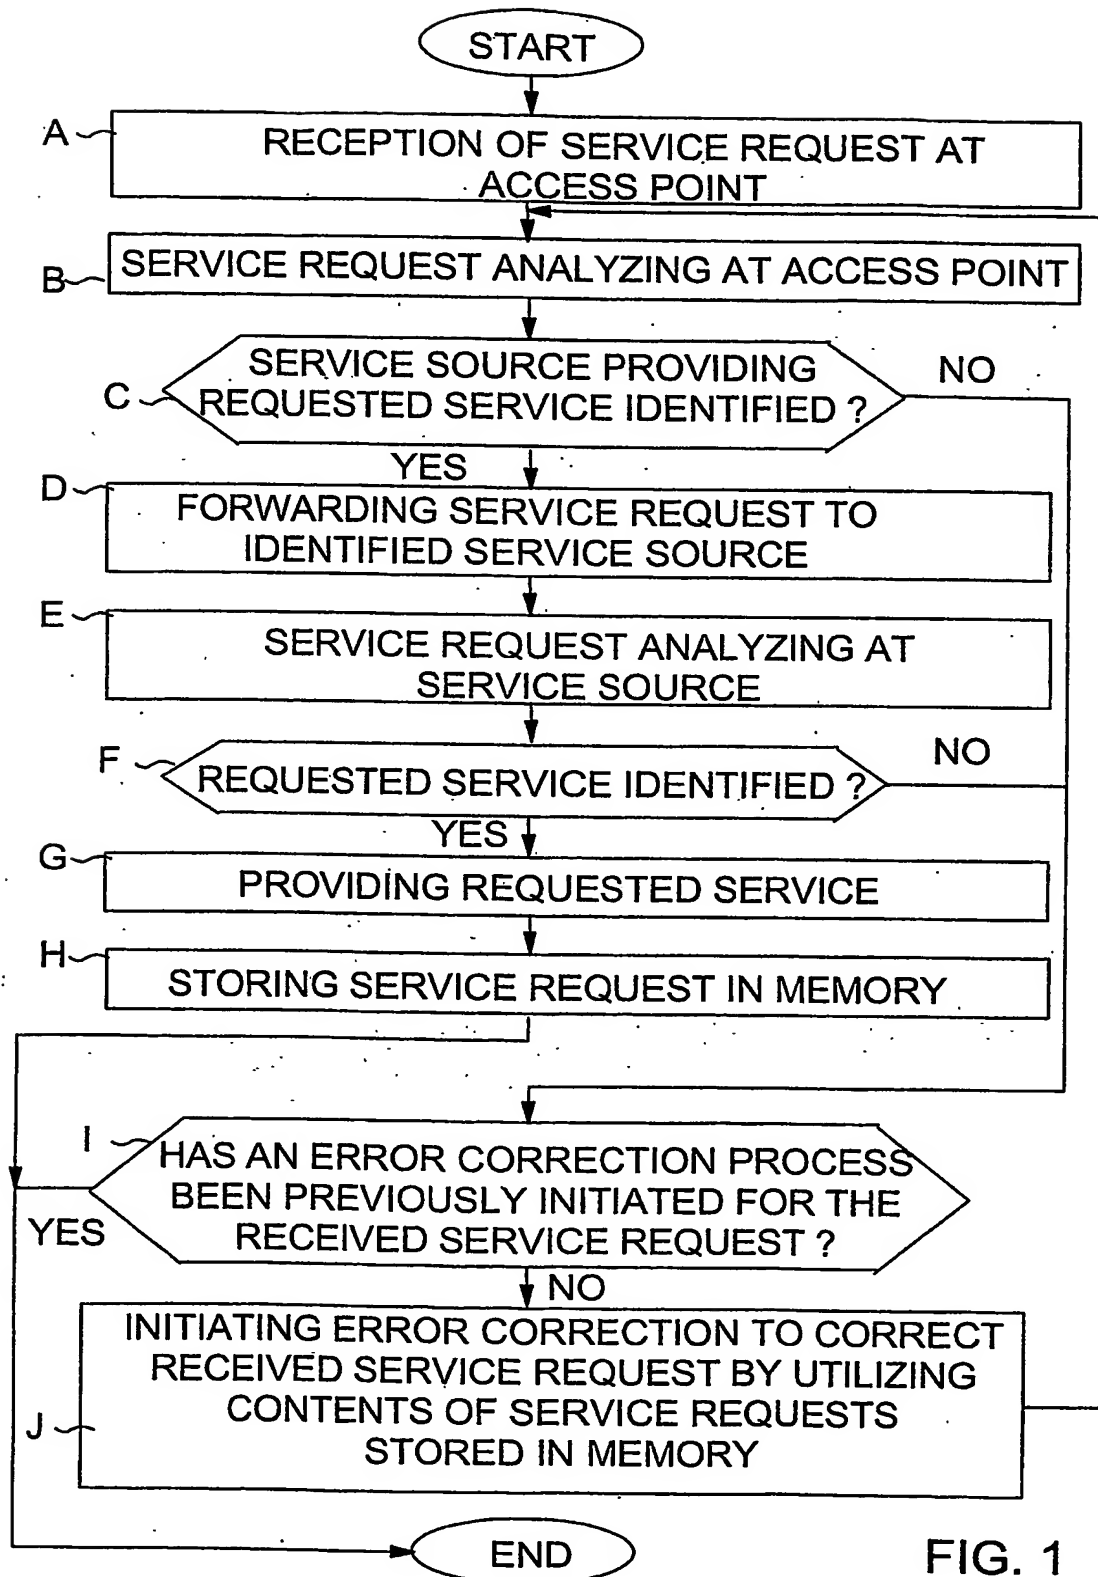 START
A
RECEPTION OF SERVICE REQUEST AT
ACCESS POINT
B
SERVICE REQUEST ANALYZING AT ACCESS POINT
C
SERVICE SOURCE PROVIDING
REQUESTED SERVICE IDENTIFIED ?
NO
YES
D
FORWARDING SERVICE REQUEST TO
IDENTIFIED SERVICE SOURCE
E
SERVICE REQUEST ANALYZING AT
SERVICE SOURCE
F
REQUESTED SERVICE IDENTIFIED ?
NO
YES
G
PROVIDING REQUESTED SERVICE
H
STORING SERVICE REQUEST IN MEMORY
I
HAS AN ERROR CORRECTION PROCESS
BEEN PREVIOUSLY INITIATED FOR THE
RECEIVED SERVICE REQUEST ?
YES
NO
J
INITIATING ERROR CORRECTION TO CORRECT
RECEIVED SERVICE REQUEST BY UTILIZING
CONTENTS OF SERVICE REQUESTS
STORED IN MEMORY
END
FIG. 1